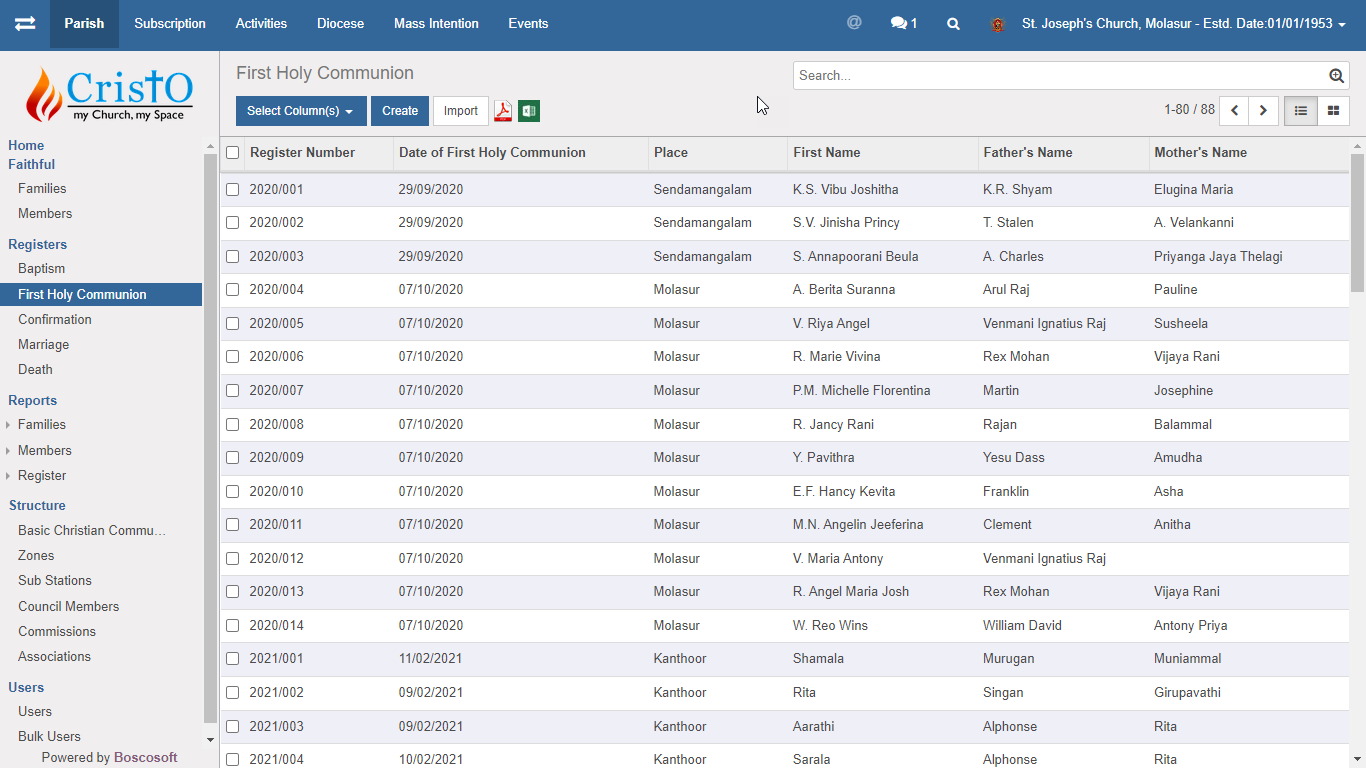 Parish Subscription Activities Diocese Mass Intention Events @ 1 St. Joseph's Church, Molasur - Estd. Date:01/01/1953
CristO
my Church, my Space
Home
Faithful
Families
Members
Registers
Baptism
First Holy Communion
Confirmation
Marriage
Death
Reports
Families
Members
Register
Structure
Basic Christian Commu...
Zones
Sub Stations
Council Members
Commissions
Associations
Users
Users
Bulk Users
Powered by Boscosoft
First Holy Communion
Search...
Select Column(s) Create Import
1-80 / 88
Register Number Date of First Holy Communion Place First Name Father's Name Mother's Name
2020/001 29/09/2020 Sendamangalam K.S. Vibu Joshitha K.R. Shyam Elugina Maria
2020/002 29/09/2020 Sendamangalam S.V. Jinisha Princy T. Stalen A. Velankanni
2020/003 29/09/2020 Sendamangalam S. Annapoorani Beula A. Charles Priyanga Jaya Thelagi
2020/004 07/10/2020 Molasur A. Berita Suranna Arul Raj Pauline
2020/005 07/10/2020 Molasur V. Riya Angel Venmani Ignatius Raj Susheela
2020/006 07/10/2020 Molasur R. Marie Vivina Rex Mohan Vijaya Rani
2020/007 07/10/2020 Molasur P.M. Michelle Florentina Martin Josephine
2020/008 07/10/2020 Molasur R. Jancy Rani Rajan Balammal
2020/009 07/10/2020 Molasur Y. Pavithra Yesu Dass Amudha
2020/010 07/10/2020 Molasur E.F. Hancy Kevita Franklin Asha
2020/011 07/10/2020 Molasur M.N. Angelin Jeeferina Clement Anitha
2020/012 07/10/2020 Molasur V. Maria Antony Venmani Ignatius Raj
2020/013 07/10/2020 Molasur R. Angel Maria Josh Rex Mohan Vijaya Rani
2020/014 07/10/2020 Molasur W. Reo Wins William David Antony Priya
2021/001 11/02/2021 Kanthoor Shamala Murugan Muniammal
2021/002 09/02/2021 Kanthoor Rita Singan Girupavathi
2021/003 09/02/2021 Kanthoor Aarathi Alphonse Rita
2021/004 10/02/2021 Kanthoor Sarala Alphonse Rita